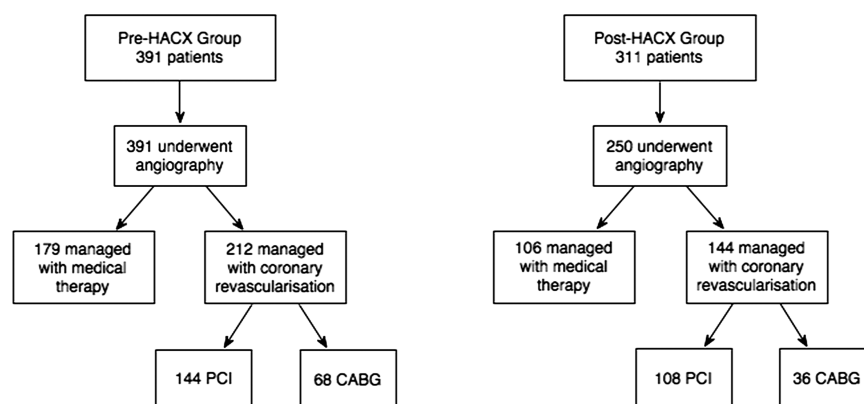 Pre-HACX Group
391 patients
391 underwent
angiography
179 managed
with medical
therapy
212 managed
with coronary
revascularisation
144 PCI
68 CABG
Post-HACX Group
311 patients
250 underwent
angiography
106 managed
with medical
therapy
144 managed
with coronary
revascularisation
108 PCI
36 CABG